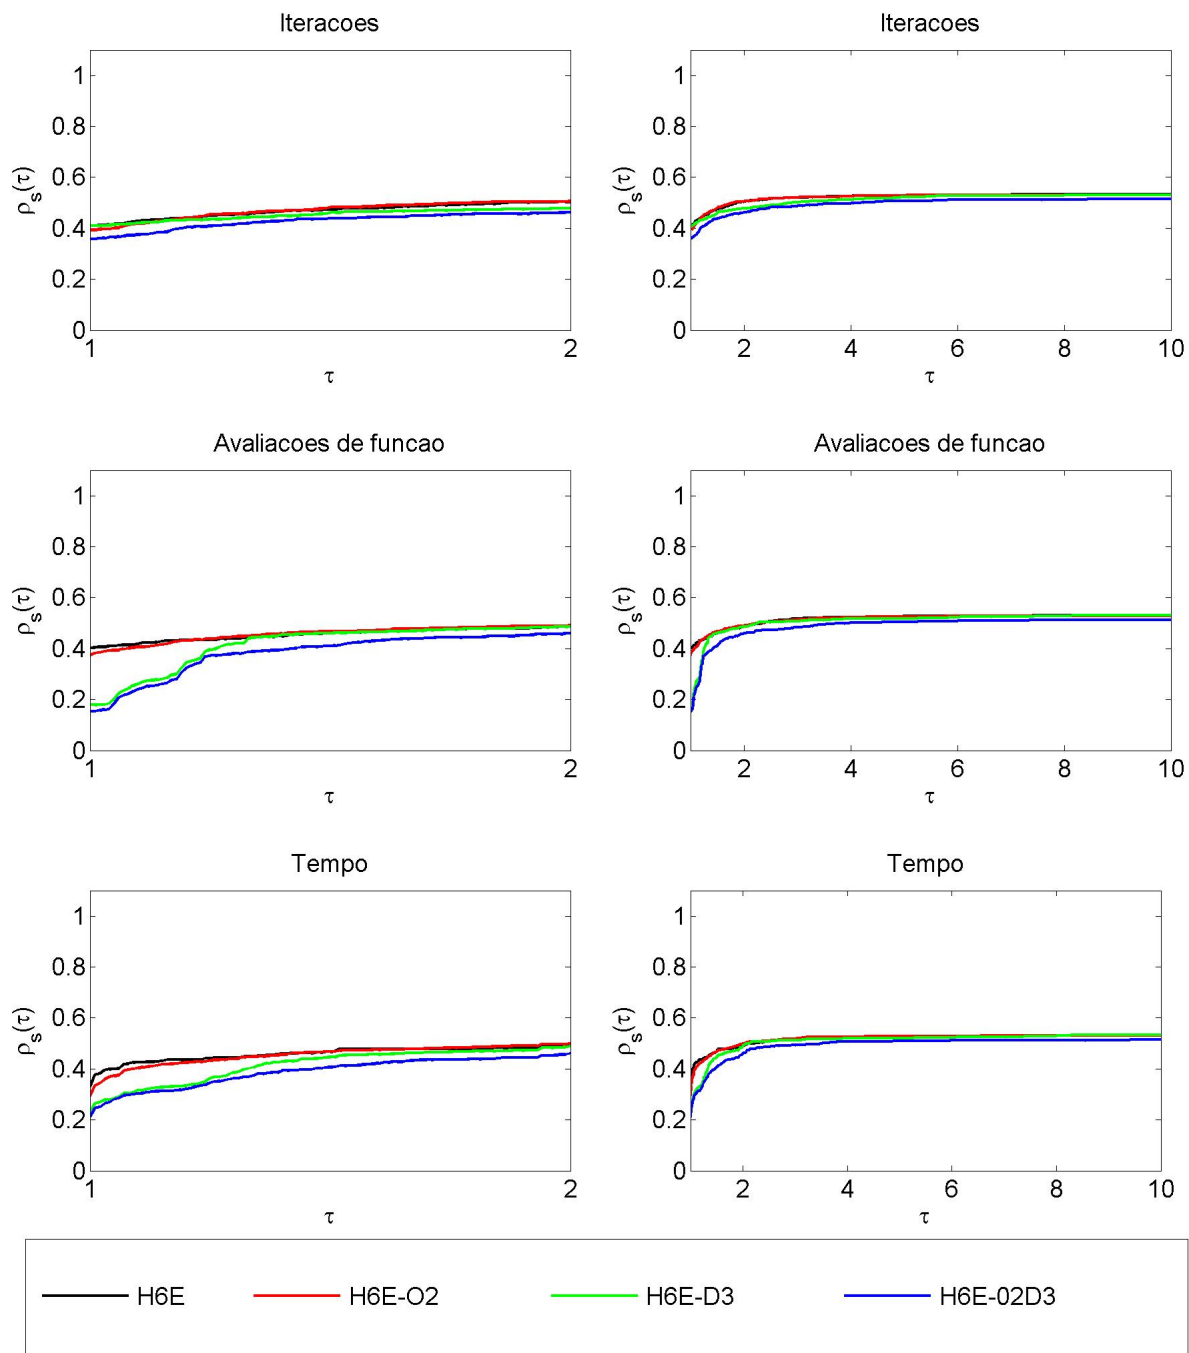 Iteracoes
1
0.8
0.6
0.4
0.2
0
ρs(τ)
1
2
τ
Iteracoes
1
0.8
0.6
0.4
0.2
0
ρs(τ)
2
4
6
8
10
τ
Avaliacoes de funcao
1
0.8
0.6
0.4
0.2
0
ρs(τ)
1
2
τ
Avaliacoes de funcao
1
0.8
0.6
0.4
0.2
0
ρs(τ)
2
4
6
8
10
τ
Tempo
1
0.8
0.6
0.4
0.2
0
ρs(τ)
1
2
τ
Tempo
1
0.8
0.6
0.4
0.2
0
ρs(τ)
2
4
6
8
10
τ
H6E
H6E-O2
H6E-D3
H6E-02D3